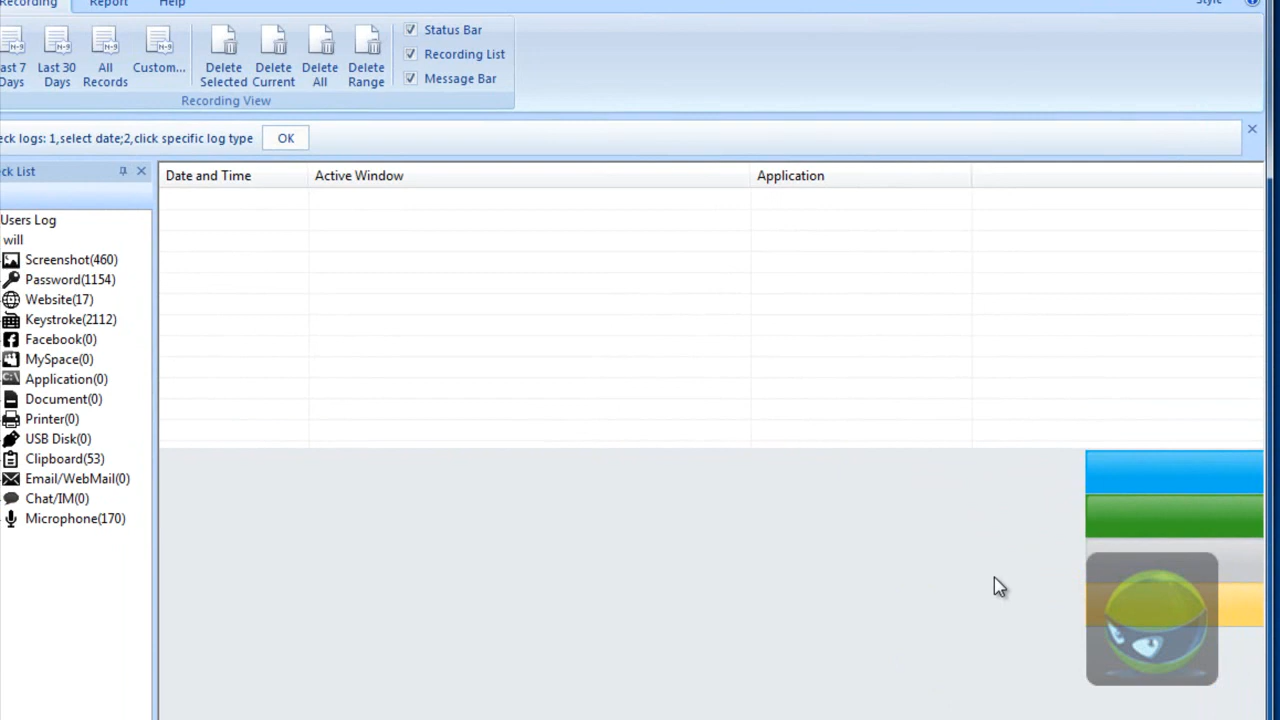 Recording Report Help Style
Last 7 Days
Last 30 Days
All Records
Custom...
Delete Selected
Delete Current
Delete All
Delete Range
Status Bar
Recording List
Message Bar
Recording View
eck logs: 1,select date;2,click specific log type OK
ck List
Date and Time Active Window Application
Users Log
will
Screenshot(460)
Password(1154)
Website(17)
Keystroke(2112)
Facebook(0)
MySpace(0)
Application(0)
Document(0)
Printer(0)
USB Disk(0)
Clipboard(53)
Email/WebMail(0)
Chat/IM(0)
Microphone(170)